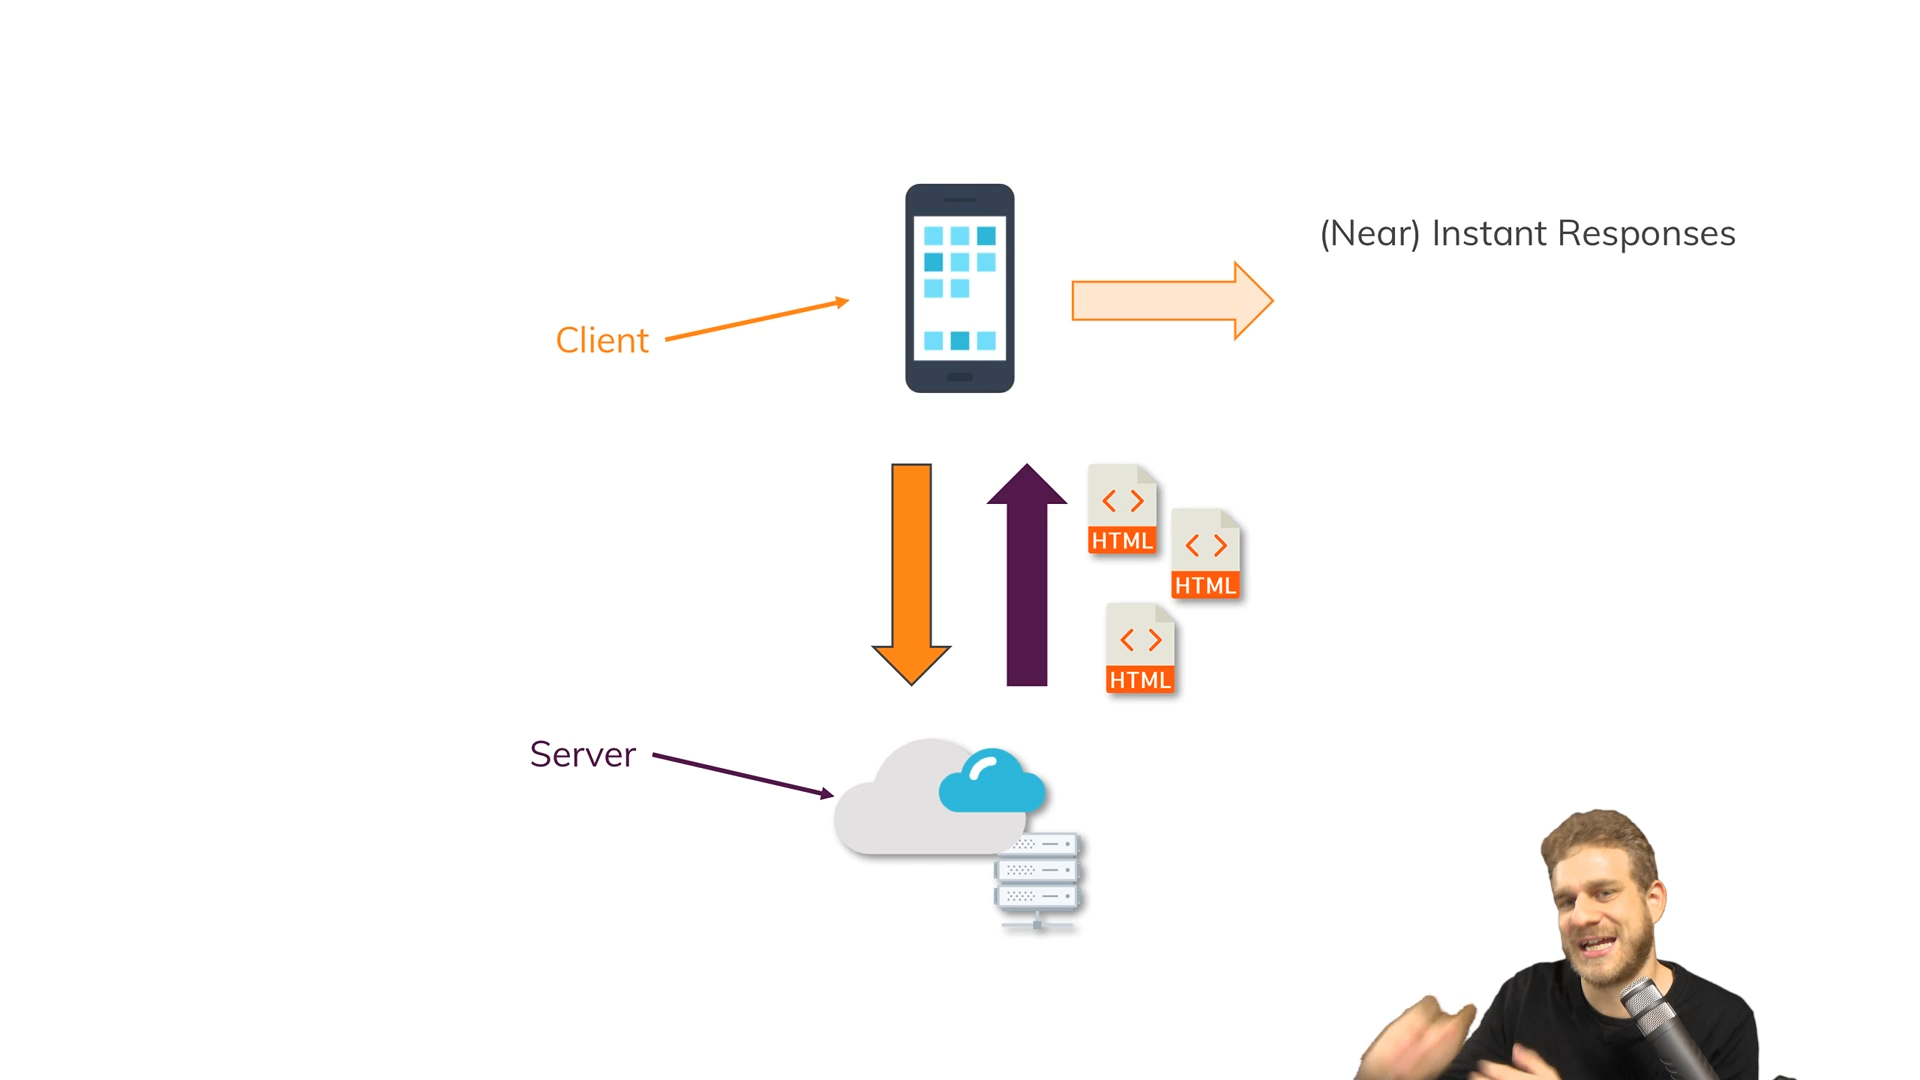 (Near) Instant Responses
Client
HTML
HTML
HTML
Server